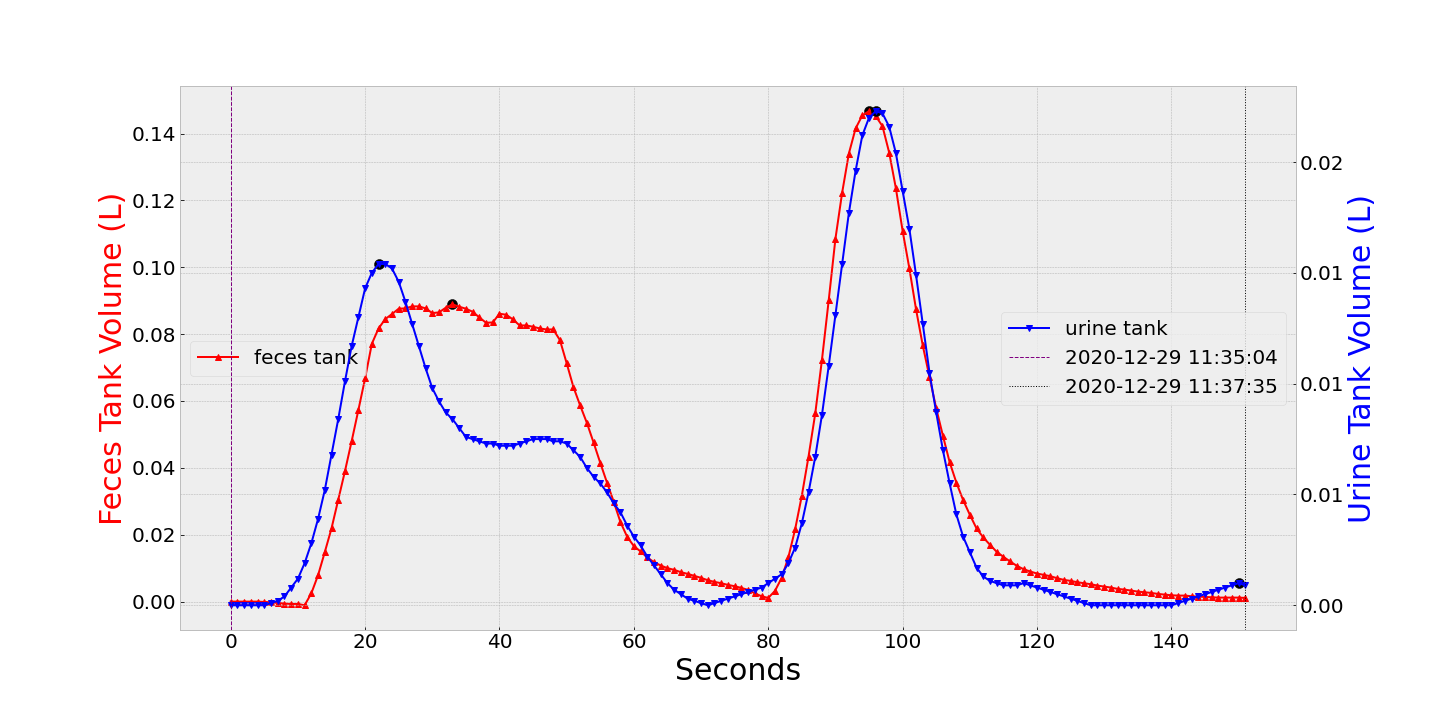 Feces Tank Volume (L)
0.14
0.12
0.10
0.08
0.06
0.04
0.02
0.00
feces tank
urine tank
2020-12-29 11:35:04
2020-12-29 11:37:35
0.02
0.01
0.01
0.01
0.00
Urine Tank Volume (L)
0 20 40 60 80 100 120 140
Seconds